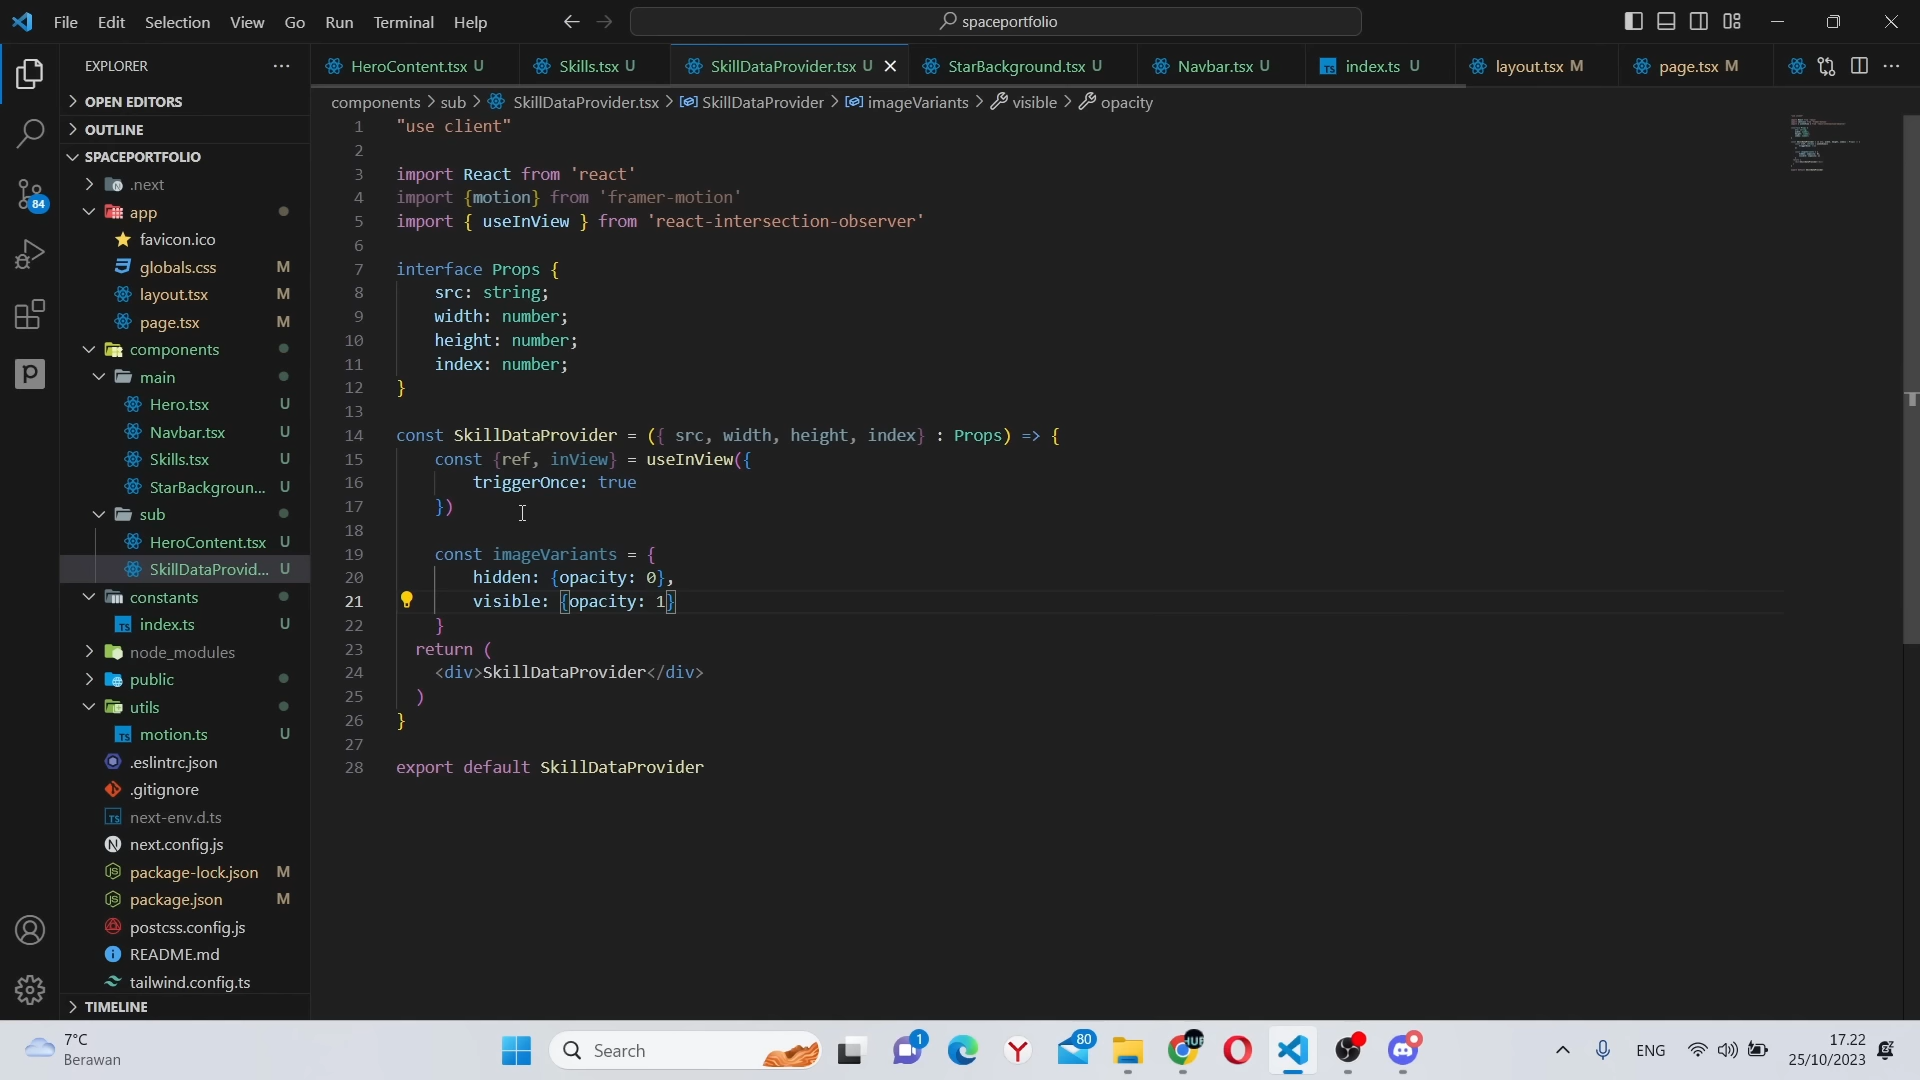 File Edit Selection View Go Run Terminal Help
spaceportfolio
EXPLORER
HeroContent.tsx U
Skills.tsx U
SkillDataProvider.tsx U
StarBackground.tsx U
Navbar.tsx U
index.ts U
layout.tsx M
page.tsx M
components > sub > SkillDataProvider.tsx > SkillDataProvider > imageVariants > visible > opacity
OPEN EDITORS
OUTLINE
SPACEPORTFOLIO
.next
app
favicon.ico
globals.css M
layout.tsx M
page.tsx M
components
main
Hero.tsx U
Navbar.tsx U
Skills.tsx U
StarBackgroun... U
sub
HeroContent.tsx U
SkillDataProvid... U
constants
index.ts U
node_modules
public
utils
motion.ts U
.eslintrc.json
.gitignore
next-env.d.ts
next.config.js
package-lock.json M
package.json M
postcss.config.js
README.md
tailwind.config.ts
TIMELINE
84
1 "use client"
2
3 import React from 'react'
4 import {motion} from 'framer-motion'
5 import { useInView } from 'react-intersection-observer'
6
7 interface Props {
8 src: string;
9 width: number;
10 height: number;
11 index: number;
12 }
13
14 const SkillDataProvider = ({ src, width, height, index} : Props) => {
15 const {ref, inView} = useInView({
16 triggerOnce: true
17 })
18
19 const imageVariants = {
20 hidden: {opacity: 0},
21 visible: {opacity: 1}
22 }
23 return (
24 <div>SkillDataProvider</div>
25 )
26 }
27
28 export default SkillDataProvider
7°C
Berawan
Search
1
80
HUB
ENG
17.22
25/10/2023